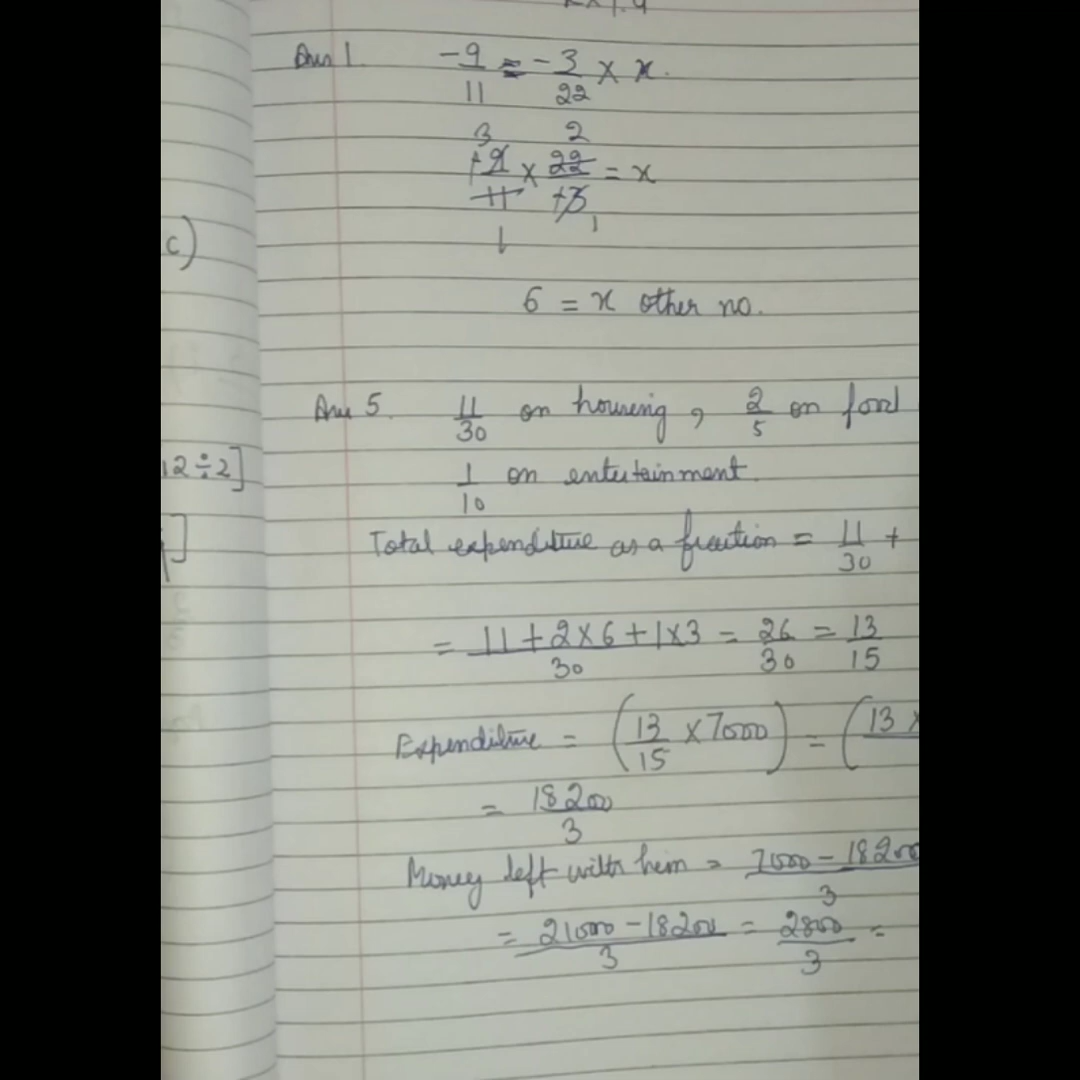 Ex 1.4
Ans 1. -9/11 = -3/22 × x.
3 2
+9/11 × 22/+3 = x
1 1
6 = x other no.
c)
Ans 5. 11/30 on housing, 2/5 on food
12÷2]
1/10 on entertainment.
]
Total expenditure as a fraction = 11/30 +
= 11+2×6+1×3/30 = 26/30 = 13/15
Expenditure = (13/15 × 7000) = (13 ×
= 18200/3
Money left with him = 7000 - 18200/3
= 21000 - 18200/3 = 2800/3 =